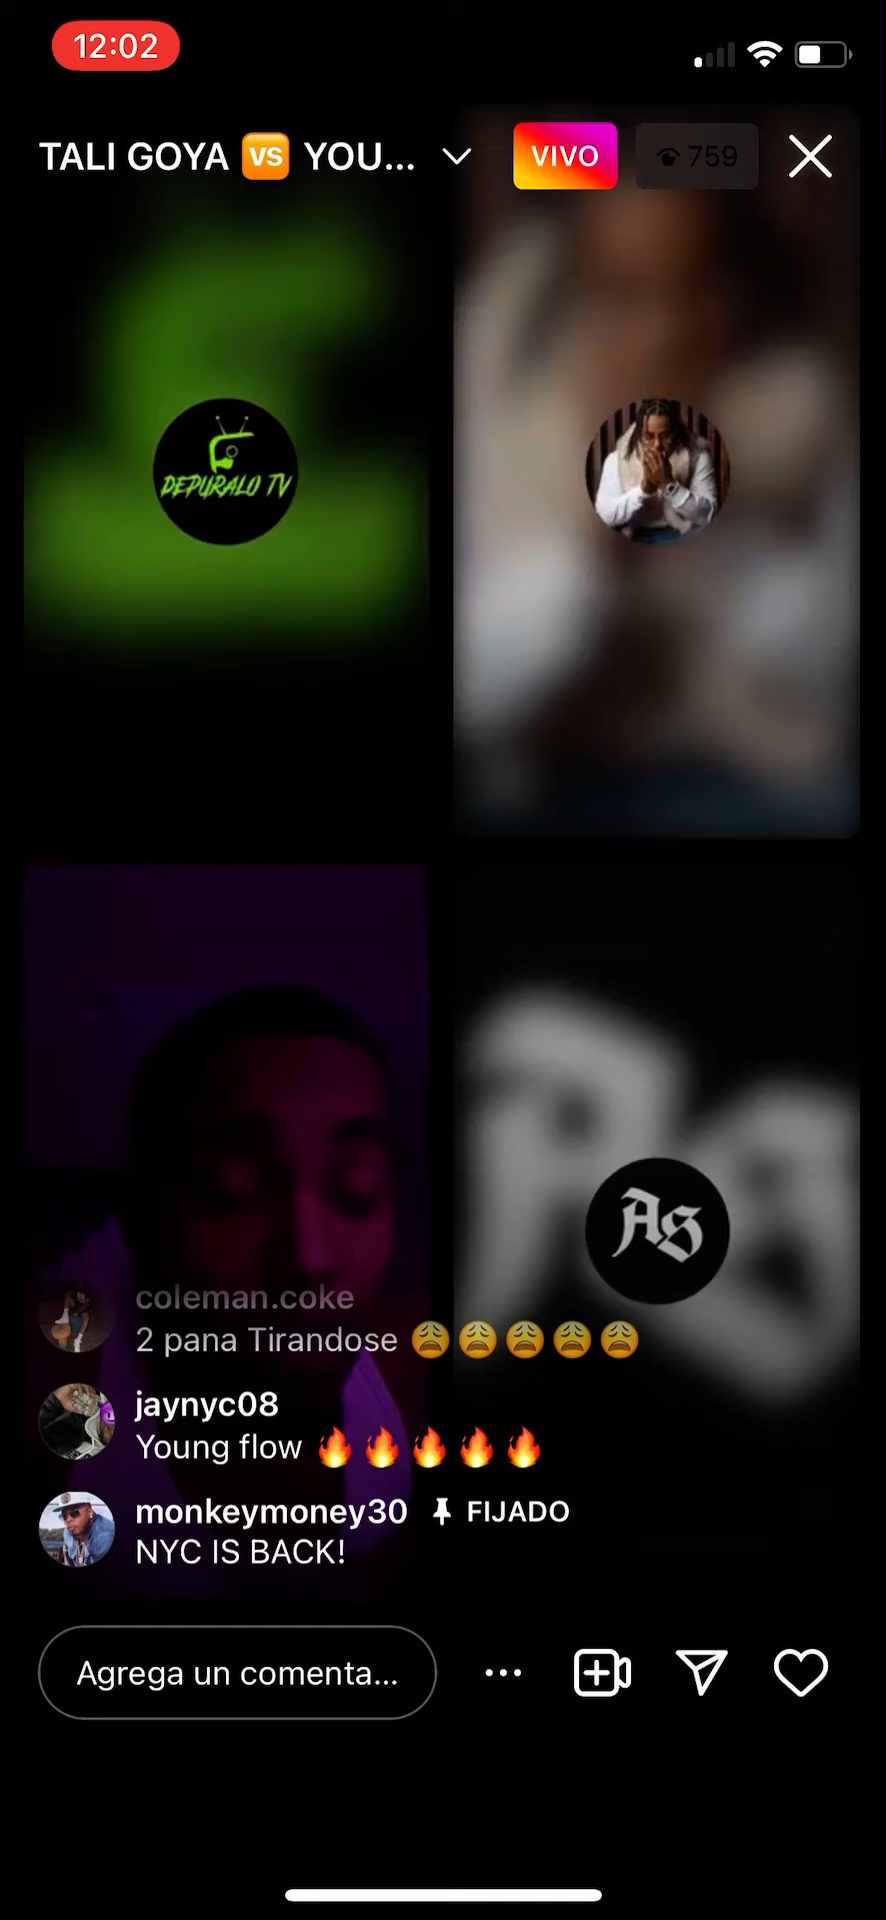 12:02
TALI GOYA 🆚 YOU...
VIVO
759
DEPURALO TV
As
coleman.coke
2 pana Tirandose 😩😩😩😩😩
jaynyc08
Young flow 🔥🔥🔥🔥🔥
monkeymoney30 📌 FIJADO
NYC IS BACK!
Agrega un comenta...